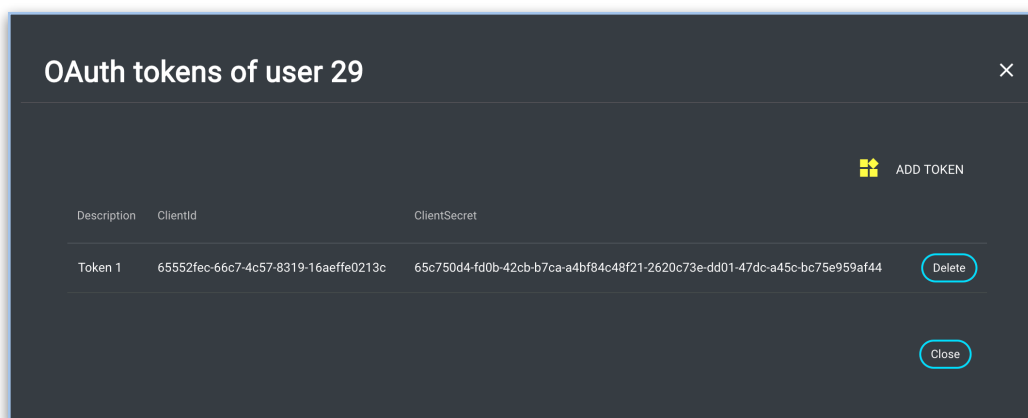 OAuth tokens of user 29
ADD TOKEN
Description ClientId ClientSecret
Token 1 65552fec-66c7-4c57-8319-16aeffe0213c 65c750d4-fd0b-42cb-b7ca-a4bf84c48f21-2620c73e-dd01-47dc-a45c-bc75e959af44 Delete
Close